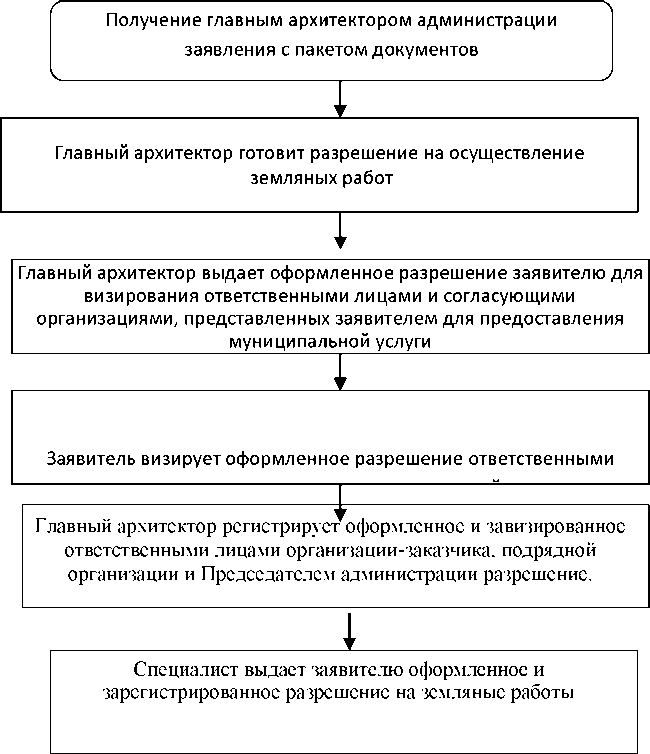 Получение главным архитектором администрации
заявления с пакетом документов
Главный архитектор готовит разрешение на осуществление
земляных работ
Главный архитектор выдает оформленное разрешение заявителю для
визирования ответственными лицами и согласующими
организациями, представленных заявителем для предоставления
муниципальной услуги
Заявитель визирует оформленное разрешение ответственными
Главный архитектор регистрирует оформленное и завизированное
ответственными лицами организации-заказчика, подрядной
организации и Председателем администрации разрешение.
Специалист выдает заявителю оформленное и
зарегистрированное разрешение на земляные работы